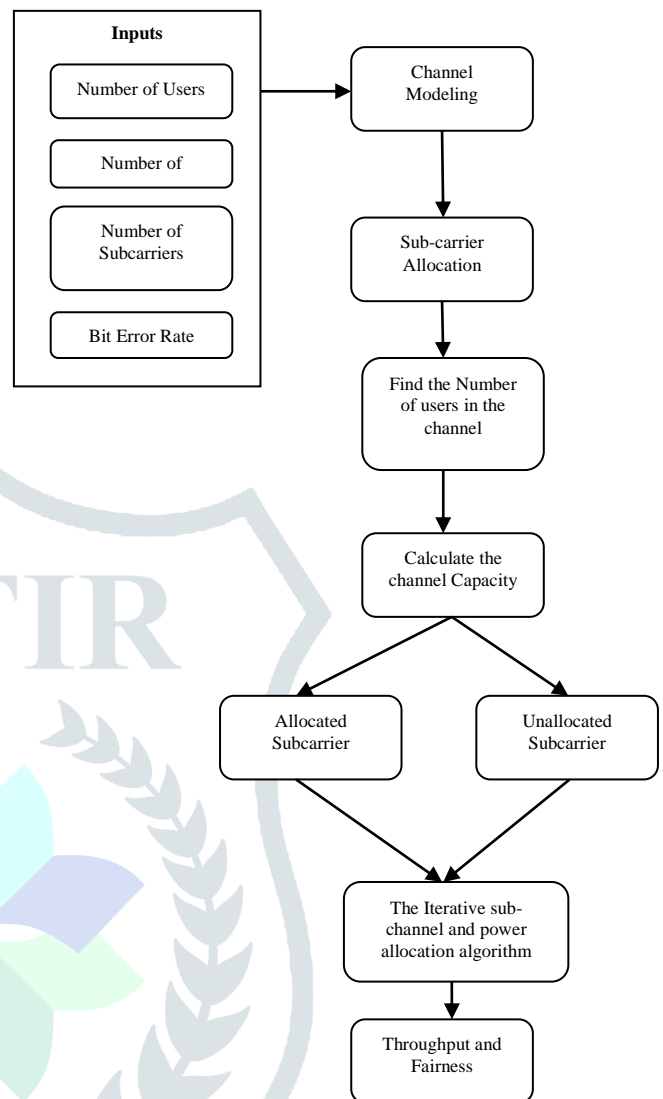 Inputs
Number of Users
Number of
Number of
Subcarriers
Bit Error Rate
Channel
Modeling
Sub-carrier
Allocation
Find the Number
of users in the
channel
Calculate the
channel Capacity
Allocated
Subcarrier
Unallocated
Subcarrier
The Iterative sub-
channel and power
allocation algorithm
Throughput and
Fairness
TIR